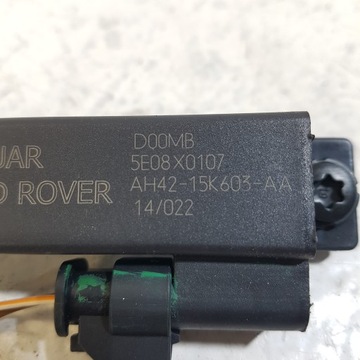 UAR
D ROVER
D00MB
5E08X0107
AH42-15K603-AA
14/022